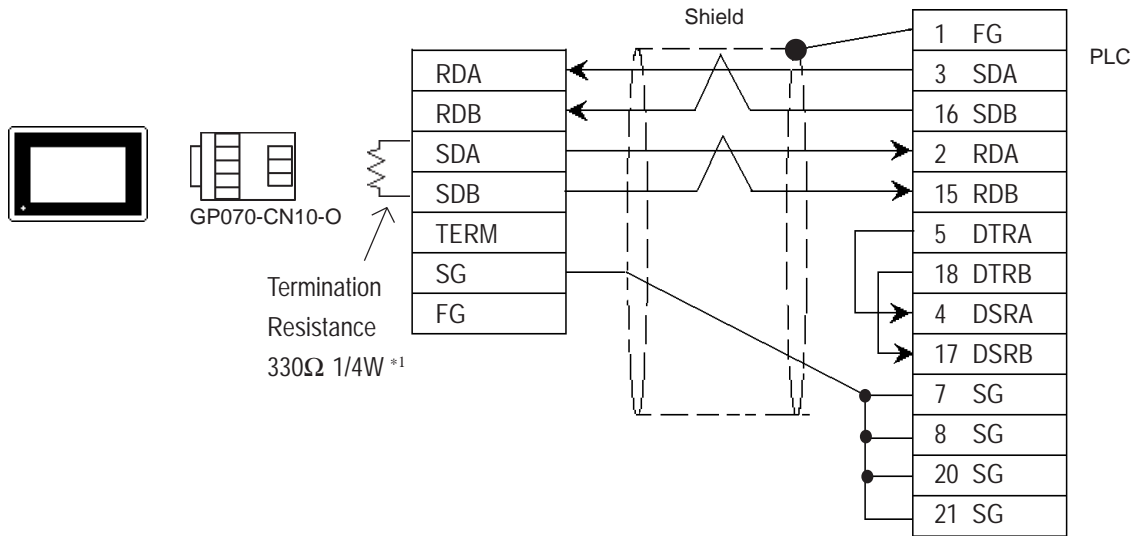 Shield
PLC
RDA
RDB
SDA
SDB
TERM
SG
FG
GP070-CN10-O
Termination
Resistance
330Ω 1/4W *1
1 FG
3 SDA
16 SDB
2 RDA
15 RDB
5 DTRA
18 DTRB
4 DSRA
17 DSRB
7 SG
8 SG
20 SG
21 SG